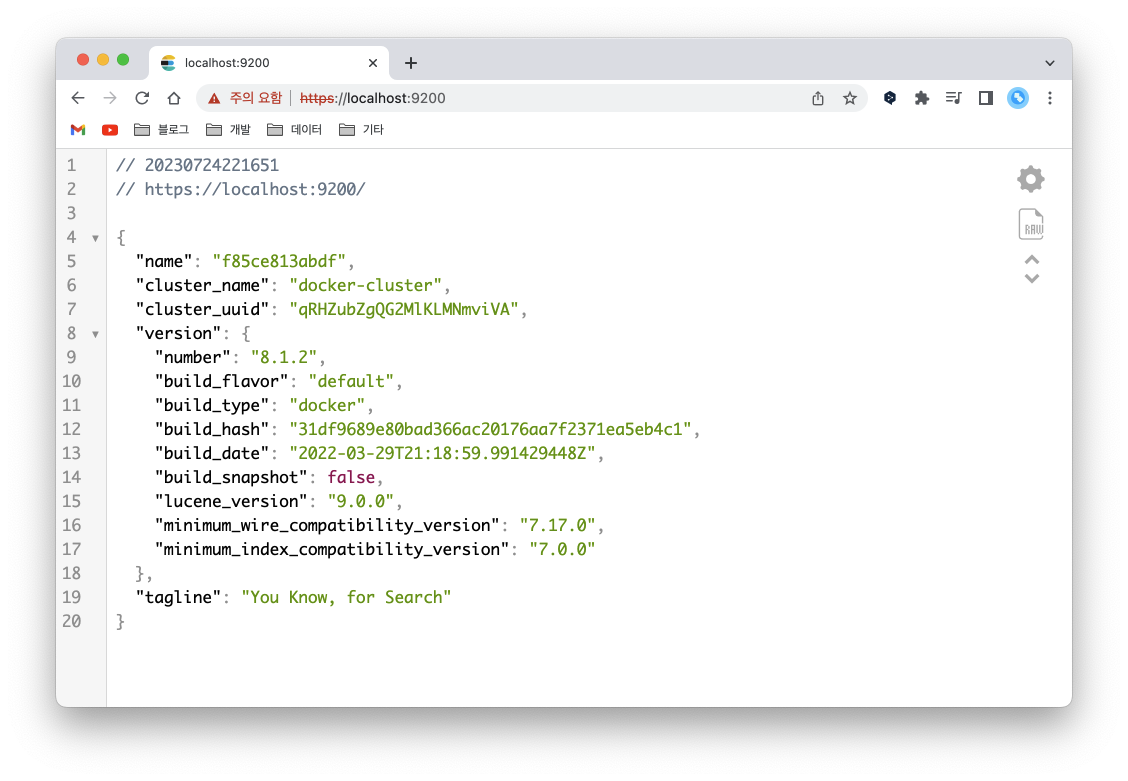 localhost:9200
주의 요함 https://localhost:9200
블로그 개발 데이터 기타
1 // 20230724221651
2 // https://localhost:9200/
3
4 {
5 "name": "f85ce813abdf",
6 "cluster_name": "docker-cluster",
7 "cluster_uuid": "qRHZubZgQG2MlKLMNmviVA",
8 "version": {
9 "number": "8.1.2",
10 "build_flavor": "default",
11 "build_type": "docker",
12 "build_hash": "31df9689e80bad366ac20176aa7f2371ea5eb4c1",
13 "build_date": "2022-03-29T21:18:59.991429448Z",
14 "build_snapshot": false,
15 "lucene_version": "9.0.0",
16 "minimum_wire_compatibility_version": "7.17.0",
17 "minimum_index_compatibility_version": "7.0.0"
18 },
19 "tagline": "You Know, for Search"
20 }
RAW